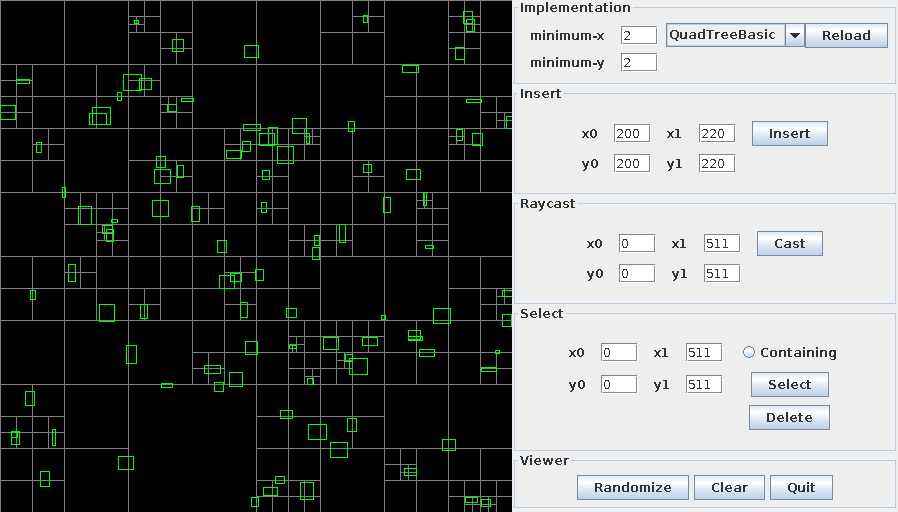 Implementation
minimum-x 2 QuadTreeBasic Reload
minimum-y 2
Insert
x0 200 x1 220 Insert
y0 200 y1 220
Raycast
x0 0 x1 511 Cast
y0 0 y1 511
Select
x0 0 x1 511 Containing
y0 0 y1 511 Select
Delete
Viewer
Randomize Clear Quit